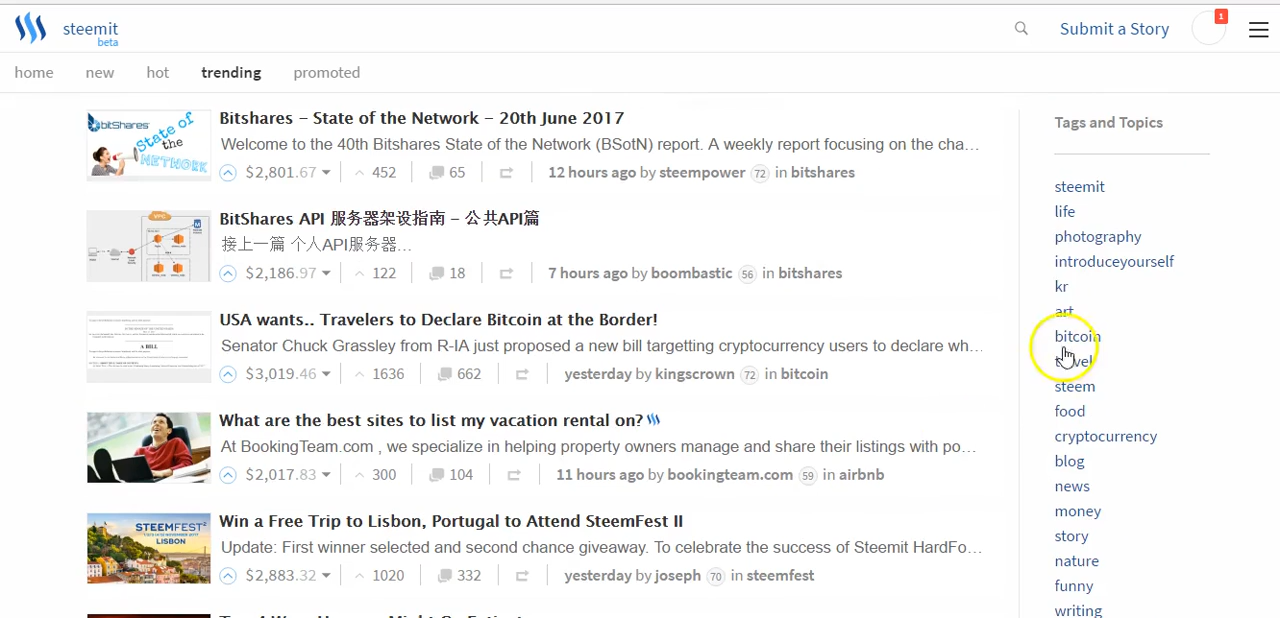 steemit
beta
Submit a Story
1
home new hot trending promoted
bitShares
State of the NETWORK
Bitshares – State of the Network – 20th June 2017
Welcome to the 40th Bitshares State of the Network (BSotN) report. A weekly report focusing on the cha…
$2,801.67 452 65 12 hours ago by steempower 72 in bitshares
BitShares API 服务器架设指南 – 公共API篇
接上一篇 个人API服务器…
$2,186.97 122 18 7 hours ago by boombastic 56 in bitshares
A BILL
USA wants.. Travelers to Declare Bitcoin at the Border!
Senator Chuck Grassley from R-IA just proposed a new bill targetting cryptocurrency users to declare wh…
$3,019.46 1636 662 yesterday by kingscrown 72 in bitcoin
What are the best sites to list my vacation rental on?
At BookingTeam.com , we specialize in helping property owners manage and share their listings with po…
$2,017.83 300 104 11 hours ago by bookingteam.com 59 in airbnb
STEEMFEST²
LISBON
Win a Free Trip to Lisbon, Portugal to Attend SteemFest II
Update: First winner selected and second chance giveaway. To celebrate the success of Steemit HardFo…
$2,883.32 1020 332 yesterday by joseph 70 in steemfest
Tags and Topics
steemit
life
photography
introduceyourself
kr
art
bitcoin
travel
steem
food
cryptocurrency
blog
news
money
story
nature
funny
writing